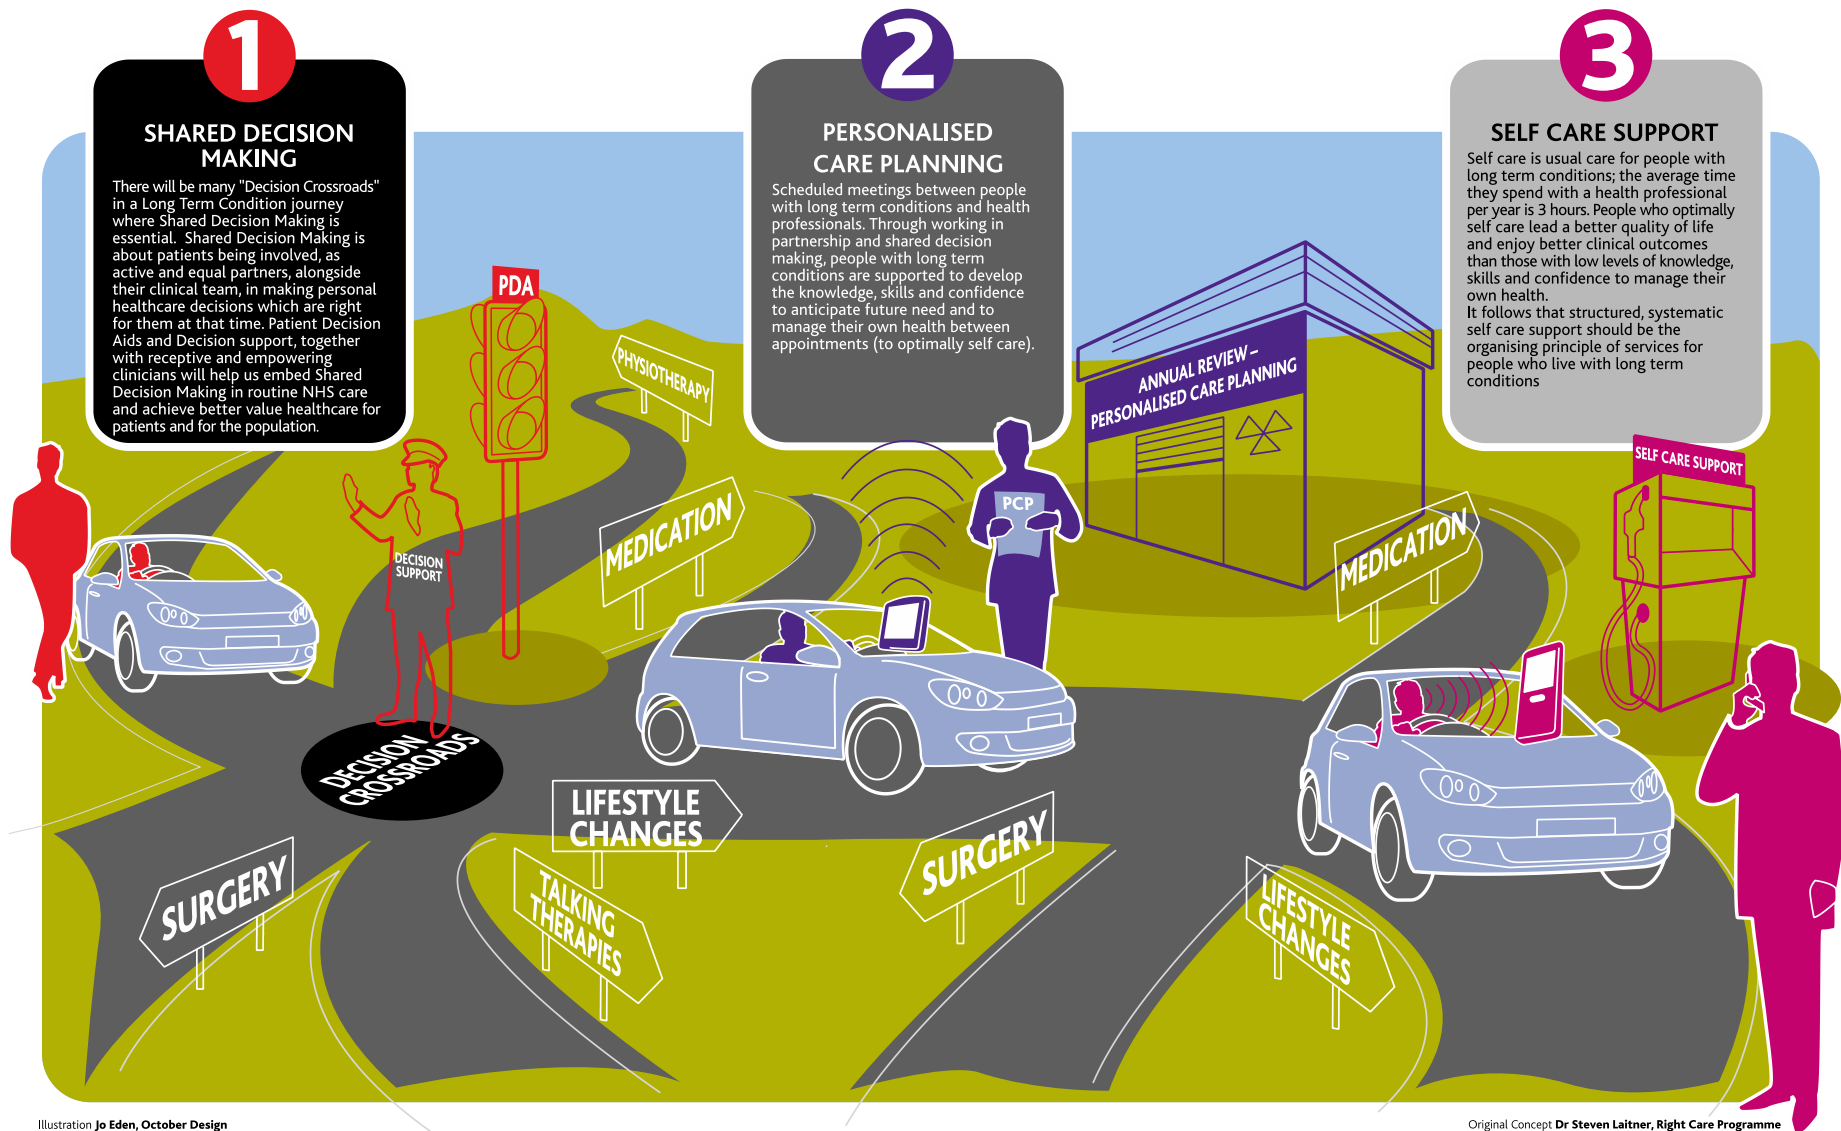 1
SHARED DECISION
MAKING
There will be many "Decision Crossroads"
in a Long Term Condition journey
where Shared Decision Making is
essential.  Shared Decision Making is
about patients being involved, as
active and equal partners, alongside
their clinical team, in making personal
healthcare decisions which are right
for them at that time. Patient Decision
Aids and Decision support, together
with receptive and empowering
clinicians will help us embed Shared
Decision Making in routine NHS care
and achieve better value healthcare for
patients and for the population.
2
PERSONALISED
CARE PLANNING
Scheduled meetings between people
with long term conditions and health
professionals. Through working in
partnership and shared decision
making, people with long term
conditions are supported to develop
the knowledge, skills and confidence
to anticipate future need and to
manage their own health between
appointments (to optimally self care).
3
SELF CARE SUPPORT
Self care is usual care for people with
long term conditions; the average time
they spend with a health professional
per year is 3 hours. People who optimally
self care lead a better quality of life
and enjoy better clinical outcomes
than those with low levels of knowledge,
skills and confidence to manage their
own health.
It follows that structured, systematic
self care support should be the
organising principle of services for
people who live with long term
conditions
PDA
PHYSIOTHERAPY
ANNUAL REVIEW –
PERSONALISED CARE PLANNING
SELF CARE SUPPORT
DECISION
SUPPORT
MEDICATION
PCP
MEDICATION
DECISION
CROSSROADS
LIFESTYLE
CHANGES
SURGERY
TALKING
THERAPIES
SURGERY
LIFESTYLE
CHANGES
Illustration Jo Eden, October Design
Original Concept Dr Steven Laitner, Right Care Programme